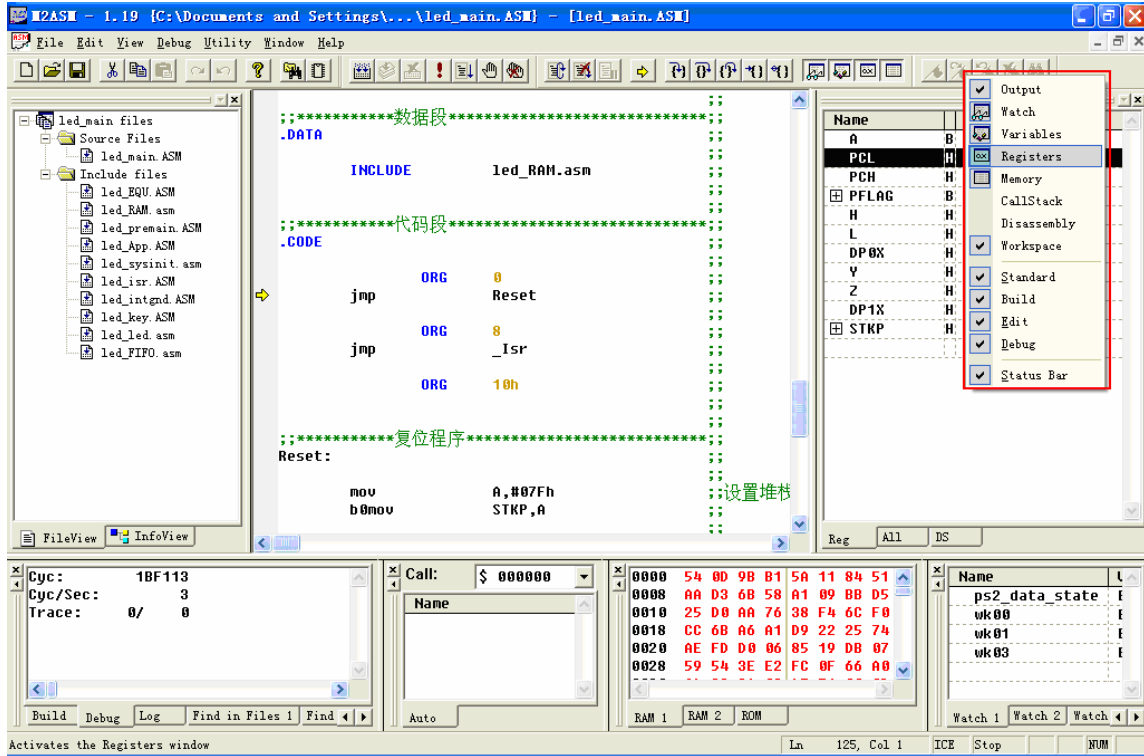 M2ASM - 1.19 {C:\Documents and Settings\...\led_main.ASM} - [led_main.ASM]
File Edit View Debug Utility Window Help
led_main files
Source Files
led_main.ASM
Include files
led_EQU.ASM
led_RAM.asm
led_premain.ASM
led_App.ASM
led_sysinit.asm
led_isr.ASM
led_intgnd.ASM
led_key.ASM
led_led.asm
led_FIFO.asm
FileView InfoView
;;
;;************数据段********************************;;
.DATA ;;
;;
INCLUDE led_RAM.asm ;;
;;
;;
;;************代码段********************************;;
.CODE ;;
;;
ORG 0 ;;
jmp Reset ;;
;;
ORG 8 ;;
jmp _Isr ;;
;;
ORG 10h ;;
;;
;;
;;************复位程序******************************;;
Reset: ;;
;;
mov A,#07Fh ;;设置堆栈
b0mov STKP,A ;;
;;
Name
A B
PCL H
PCH H
PFLAG B
H H
L H
DP0X H
Y H
Z H
DP1X H
STKP H
Reg All DS
Output
Watch
Variables
Registers
Memory
CallStack
Disassembly
Workspace
Standard
Build
Edit
Debug
Status Bar
Cyc: 1BF113
Cyc/Sec: 3
Trace: 0/ 0
Build Debug Log Find in Files 1 Find
Call: $ 000000
Name
Auto
0000 54 0D 9B B1 5A 11 84 51
0008 AA D3 6B 58 A1 09 BB D5
0010 25 D0 AA 76 38 F4 6C F0
0018 CC 6B A6 A1 D9 22 25 74
0020 AE FD D0 06 85 19 DB 07
0028 59 54 3E E2 FC 0F 66 A0
RAM 1 RAM 2 ROM
Name
ps2_data_state
wk00
wk01
wk03
Watch 1 Watch 2 Watch
Activates the Registers window Ln 125, Col 1 ICE Stop NUM